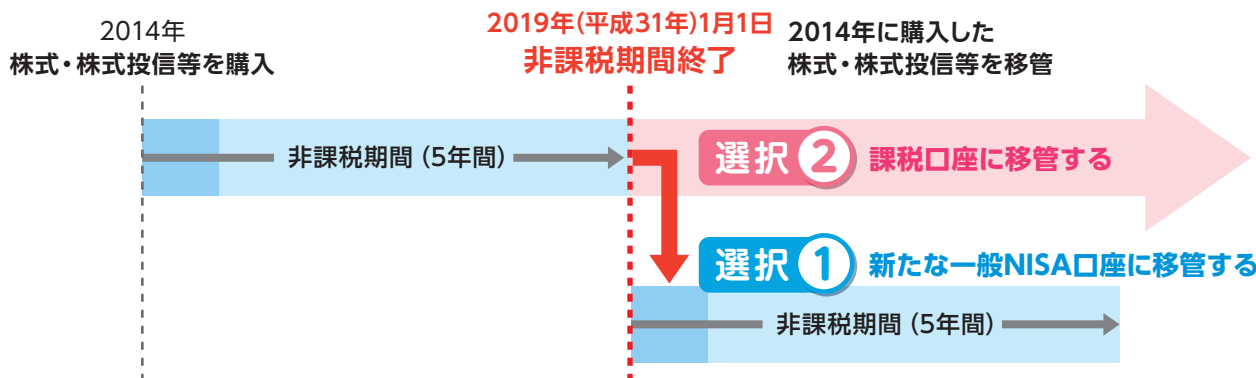 2014年
株式・株式投信等を購入
2019年(平成31年)1月1日
非課税期間終了
2014年に購入した
株式・株式投信等を移管
非課税期間（5年間）
選択 2 課税口座に移管する
選択 1 新たな一般NISA口座に移管する
非課税期間（5年間）